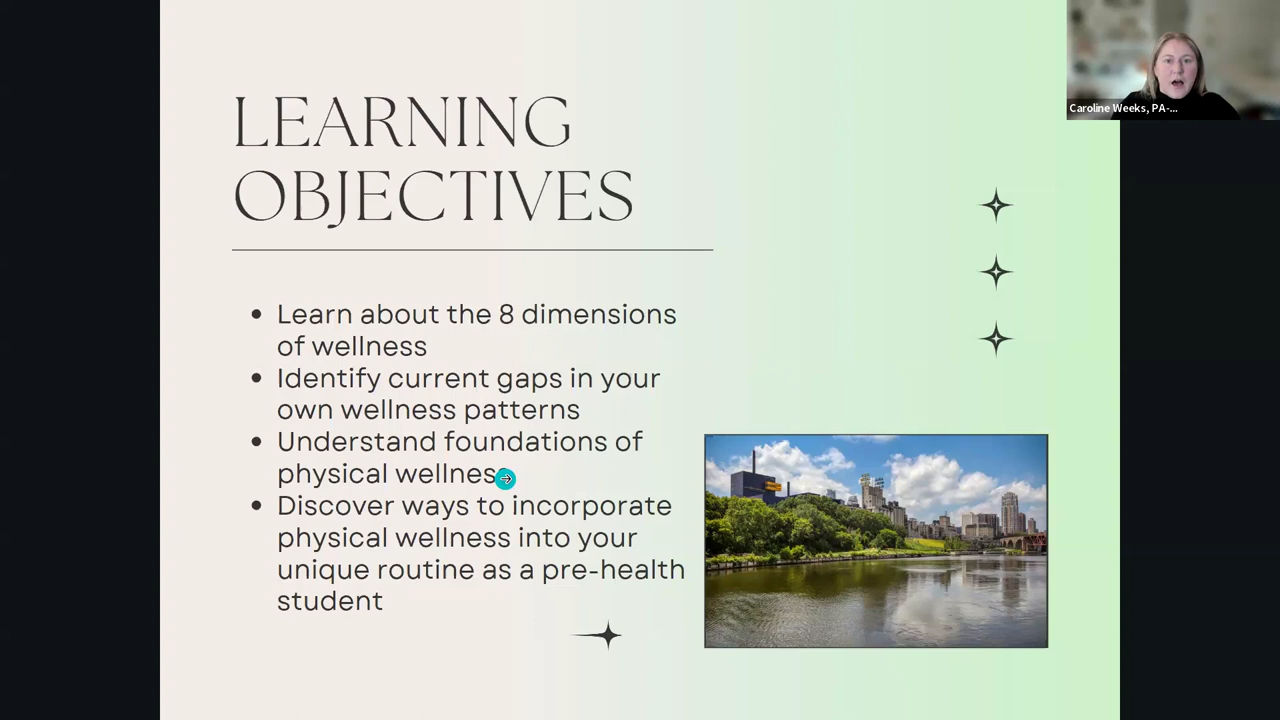 LEARNING
OBJECTIVES
Learn about the 8 dimensions
of wellness
Identify current gaps in your
own wellness patterns
Understand foundations of
physical wellness
Discover ways to incorporate
physical wellness into your
unique routine as a pre-health
student
Caroline Weeks, PA-...